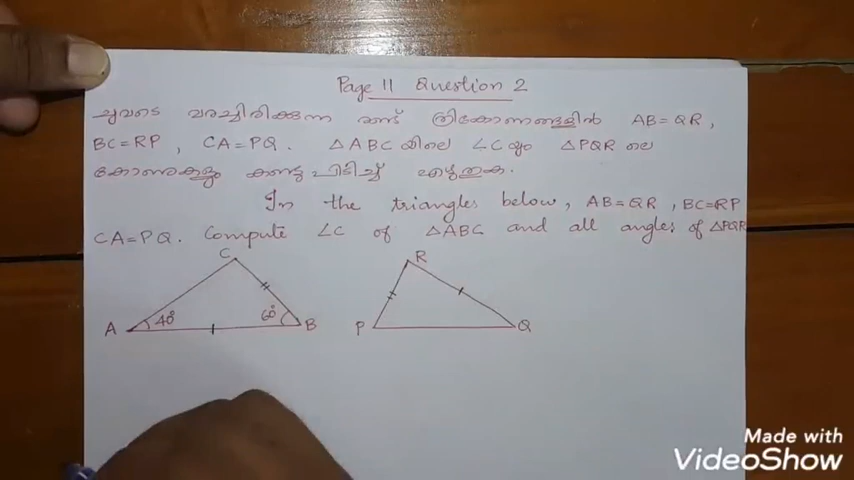 Page 11 Question 2
ചുവടെ വരച്ചിരിക്കുന്ന രണ്ട് ത്രികോണങ്ങളിൽ AB = QR,
BC = RP, CA = PQ. △ABC യിലെ ∠C യും △PQR ലെ
കോണുകളും കണ്ടുപിടിച്ച് എഴുതുക.
In the triangles below, AB = QR, BC = RP
CA = PQ. Compute ∠C of △ABC and all angles of △PQR
C R
A 40° 60° B P Q
Made with
VideoShow